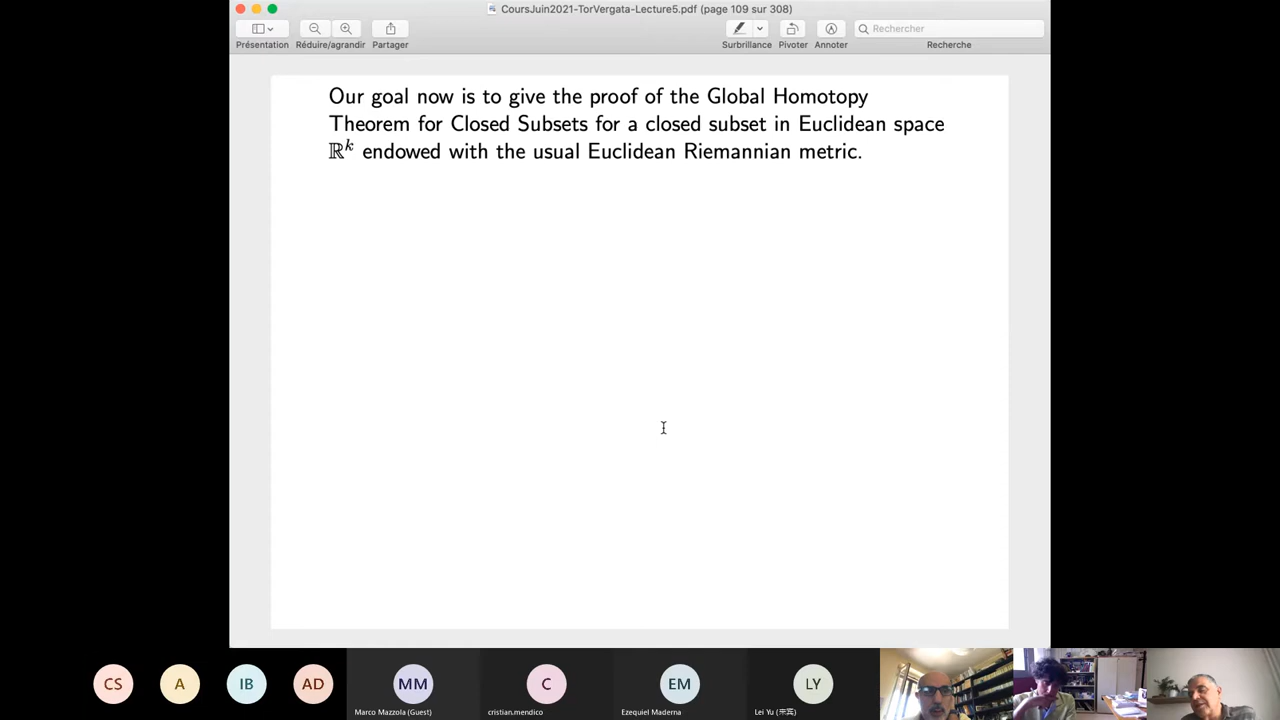 CoursJuin2021-TorVergata-Lecture5.pdf (page 109 sur 308)
Présentation
Réduire/agrandir
Partager
Surbrillance
Pivoter
Annoter
Rechercher
Recherche
Our goal now is to give the proof of the Global Homotopy
Theorem for Closed Subsets for a closed subset in Euclidean space
ℝᵏ endowed with the usual Euclidean Riemannian metric.
CS
A
IB
AD
MM
C
EM
LY
Marco Mazzola (Guest)
cristian.mendico
Ezequiel Maderna
Lei Yu (宋宾)